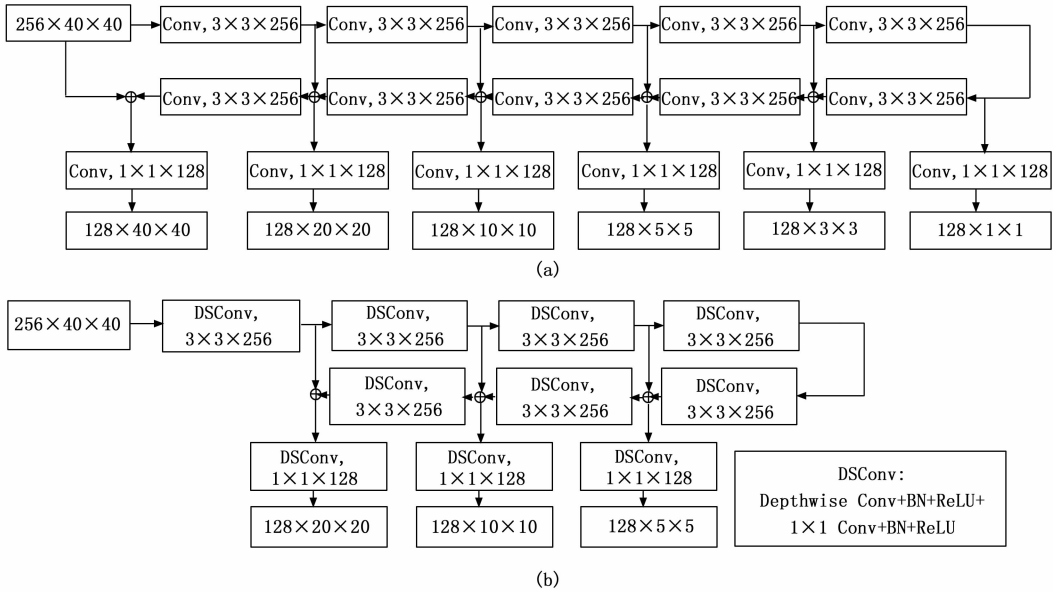 256×40×40
Conv,3×3×256
Conv,3×3×256
Conv,3×3×256
Conv,3×3×256
Conv,3×3×256
Conv,3×3×256
Conv,3×3×256
Conv,3×3×256
Conv,3×3×256
Conv,3×3×256
Conv,1×1×128
Conv,1×1×128
Conv,1×1×128
Conv,1×1×128
Conv,1×1×128
Conv,1×1×128
128×40×40
128×20×20
128×10×10
128×5×5
128×3×3
128×1×1
(a)
256×40×40
DSConv,
3×3×256
DSConv,
3×3×256
DSConv,
3×3×256
DSConv,
3×3×256
DSConv,
3×3×256
DSConv,
3×3×256
DSConv,
3×3×256
DSConv,
1×1×128
DSConv,
1×1×128
DSConv,
1×1×128
128×20×20
128×10×10
128×5×5
DSConv:
Depthwise Conv+BN+ReLU+
1×1 Conv+BN+ReLU
(b)